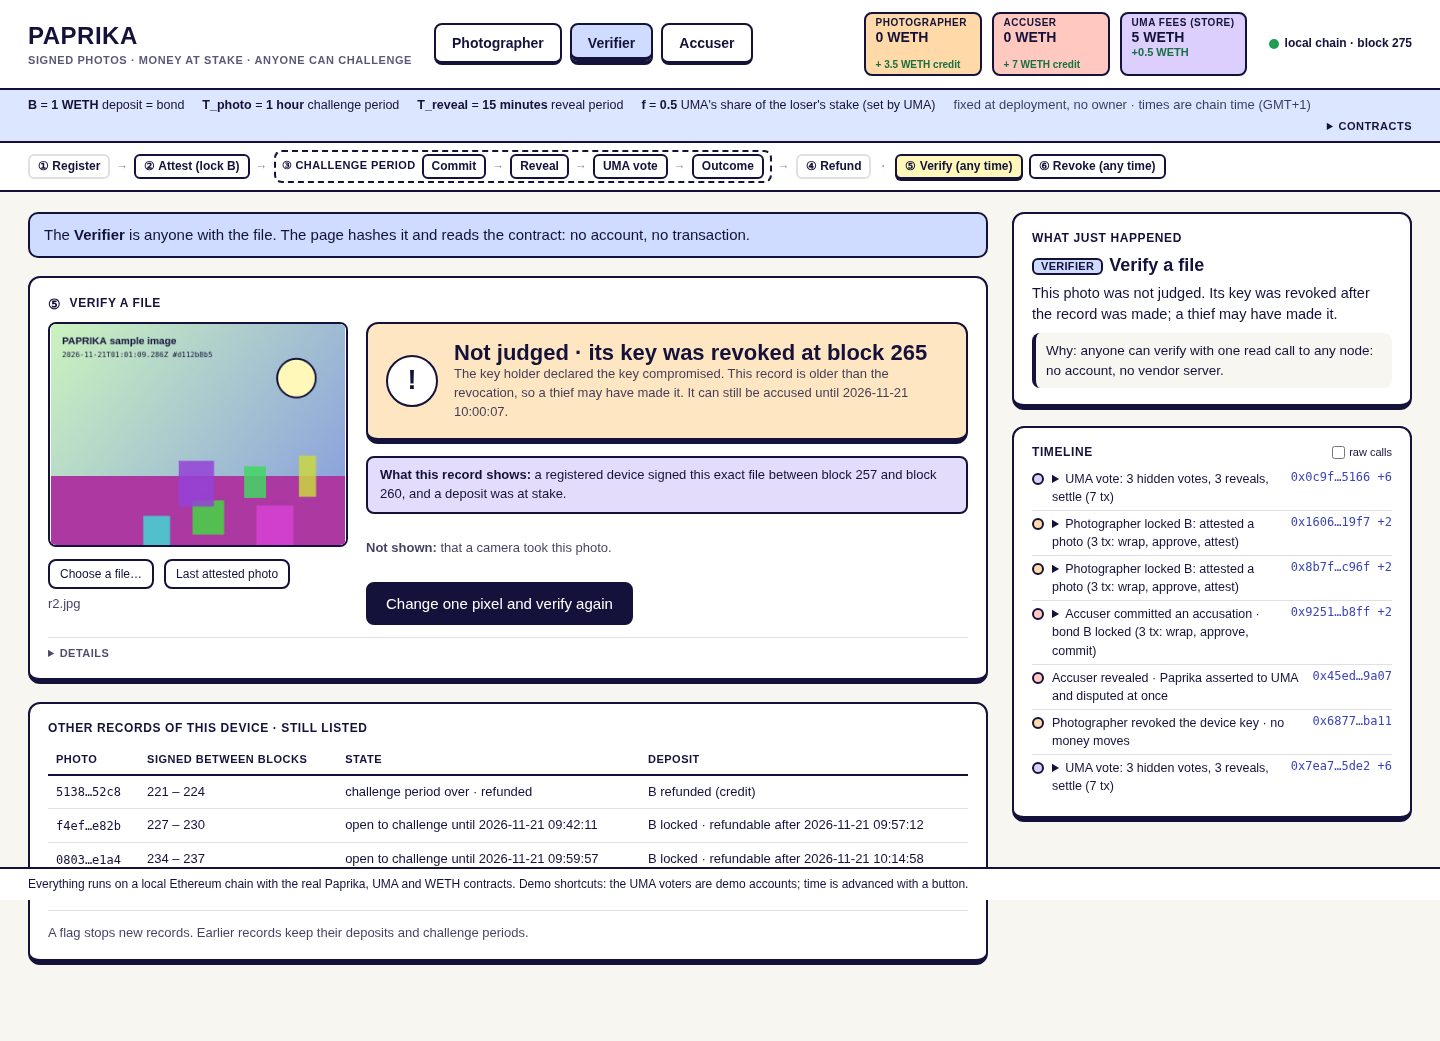 PAPRIKA
SIGNED PHOTOS · MONEY AT STAKE · ANYONE CAN CHALLENGE
Photographer
Verifier
Accuser
PHOTOGRAPHER
0 WETH
+ 3.5 WETH credit
ACCUSER
0 WETH
+ 7 WETH credit
UMA FEES (STORE)
5 WETH
+0.5 WETH
local chain · block 275
B = 1 WETH deposit = bond T_photo = 1 hour challenge period T_reveal = 15 minutes reveal period f = 0.5 UMA's share of the loser's stake (set by UMA) fixed at deployment, no owner · times are chain time (GMT+1)
▶ CONTRACTS
① Register → ② Attest (lock B) → ③ CHALLENGE PERIOD Commit → Reveal → UMA vote → Outcome → ④ Refund · ⑤ Verify (any time) ⑥ Revoke (any time)
The Verifier is anyone with the file. The page hashes it and reads the contract: no account, no transaction.
⑤ VERIFY A FILE
PAPRIKA sample image
2026-11-21T01:01:09.286Z #d112b8b5
Choose a file…
Last attested photo
r2.jpg
!
Not judged · its key was revoked at block 265
The key holder declared the key compromised. This record is older than the
revocation, so a thief may have made it. It can still be accused until 2026-11-21
10:00:07.
What this record shows: a registered device signed this exact file between block 257 and block
260, and a deposit was at stake.
Not shown: that a camera took this photo.
Change one pixel and verify again
▶ DETAILS
OTHER RECORDS OF THIS DEVICE · STILL LISTED
PHOTO SIGNED BETWEEN BLOCKS STATE DEPOSIT
5138…52c8 221 – 224 challenge period over · refunded B refunded (credit)
f4ef…e82b 227 – 230 open to challenge until 2026-11-21 09:42:11 B locked · refundable after 2026-11-21 09:57:12
0803…e1a4 234 – 237 open to challenge until 2026-11-21 09:59:57 B locked · refundable after 2026-11-21 10:14:58
Everything runs on a local Ethereum chain with the real Paprika, UMA and WETH contracts. Demo shortcuts: the UMA voters are demo accounts; time is advanced with a button.
A flag stops new records. Earlier records keep their deposits and challenge periods.
WHAT JUST HAPPENED
VERIFIER Verify a file
This photo was not judged. Its key was revoked after
the record was made; a thief may have made it.
Why: anyone can verify with one read call to any node:
no account, no vendor server.
TIMELINE
raw calls
▶ UMA vote: 3 hidden votes, 3 reveals, 0x0c9f…5166 +6
settle (7 tx)
▶ Photographer locked B: attested a 0x1606…19f7 +2
photo (3 tx: wrap, approve, attest)
▶ Photographer locked B: attested a 0x8b7f…c96f +2
photo (3 tx: wrap, approve, attest)
▶ Accuser committed an accusation · 0x9251…b8ff +2
bond B locked (3 tx: wrap, approve,
commit)
Accuser revealed · Paprika asserted to UMA 0x45ed…9a07
and disputed at once
Photographer revoked the device key · no 0x6877…ba11
money moves
▶ UMA vote: 3 hidden votes, 3 reveals, 0x7ea7…5de2 +6
settle (7 tx)